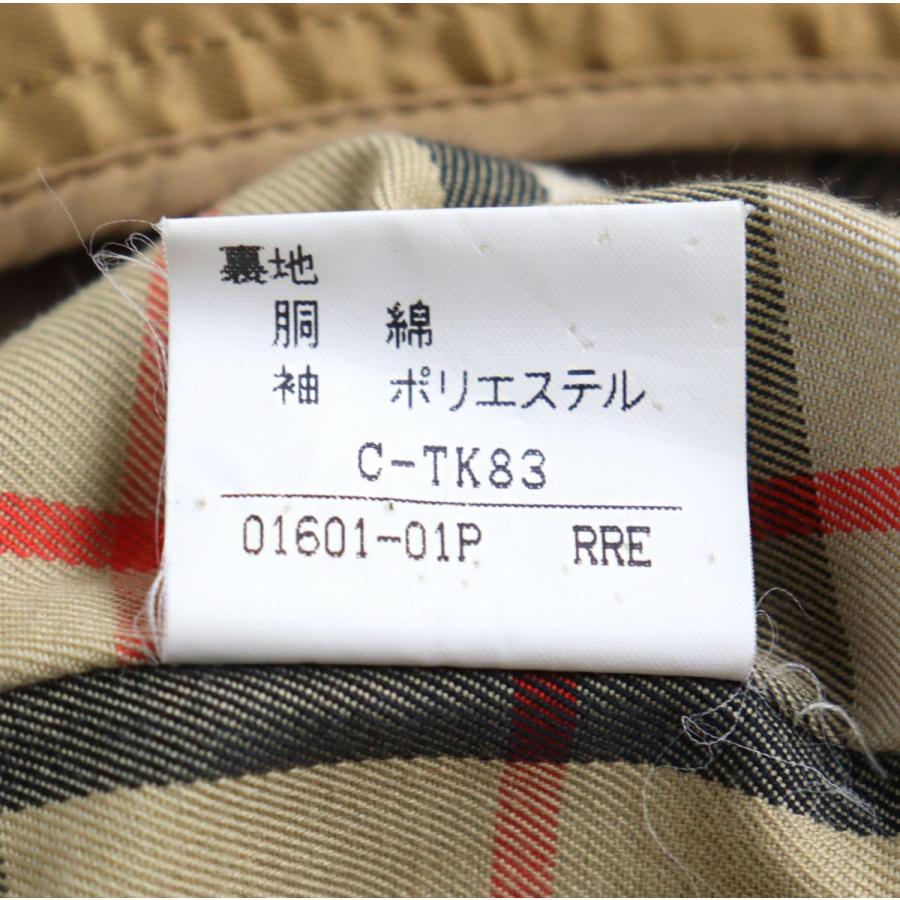 裏地
胴 綿
袖 ポリエステル
C-TK83
01601-01P RRE